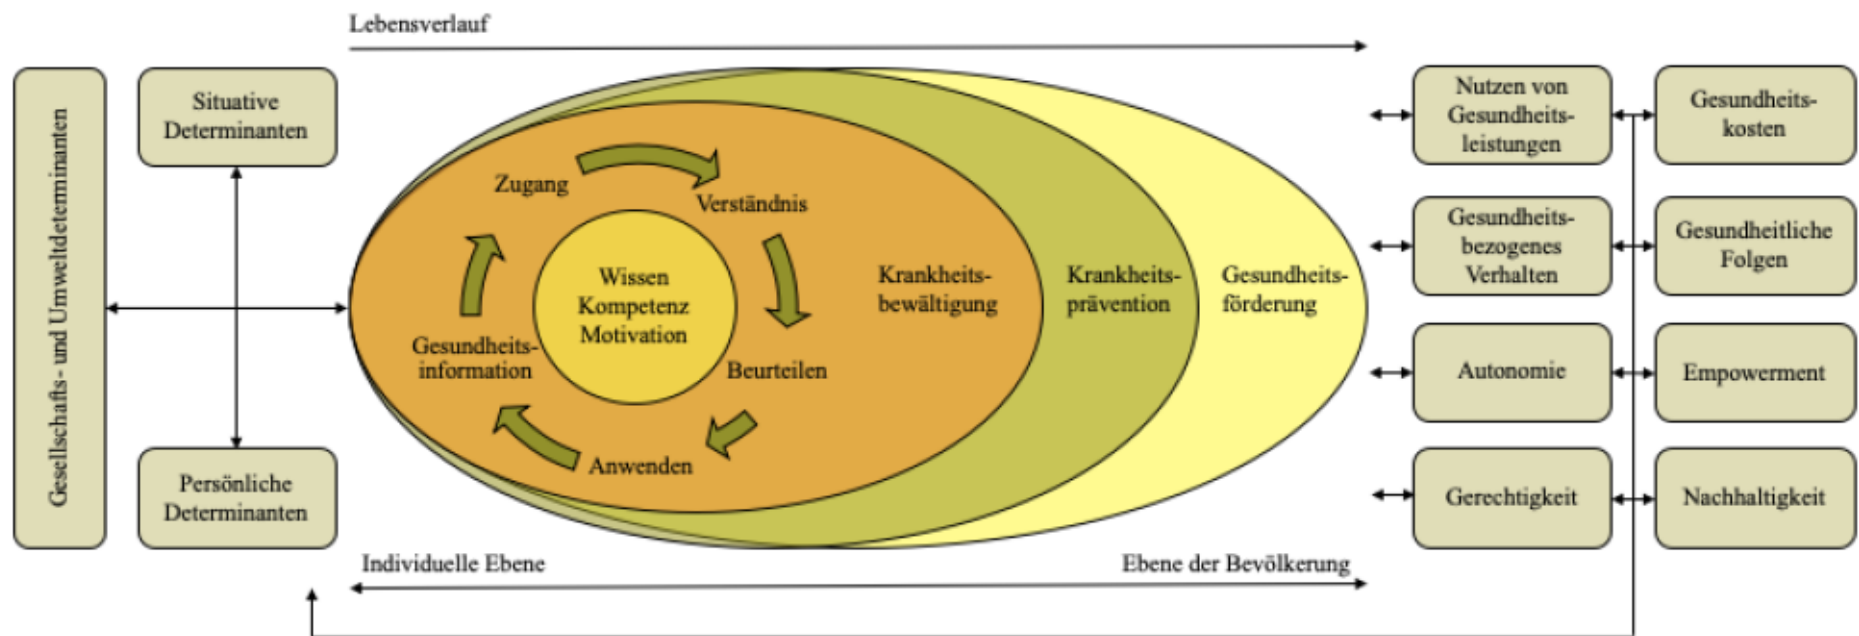 Lebensverlauf
Gesellschafts- und Umweltdeterminanten
Situative
Determinanten
Persönliche
Determinanten
Zugang
Verständnis
Beurteilen
Anwenden
Gesundheits-
information
Wissen
Kompetenz
Motivation
Krankheits-
bewältigung
Krankheits-
prävention
Gesundheits-
förderung
Individuelle Ebene
Ebene der Bevölkerung
Nutzen von
Gesundheits-
leistungen
Gesundheits-
kosten
Gesundheits-
bezogenes
Verhalten
Gesundheitliche
Folgen
Autonomie
Empowerment
Gerechtigkeit
Nachhaltigkeit